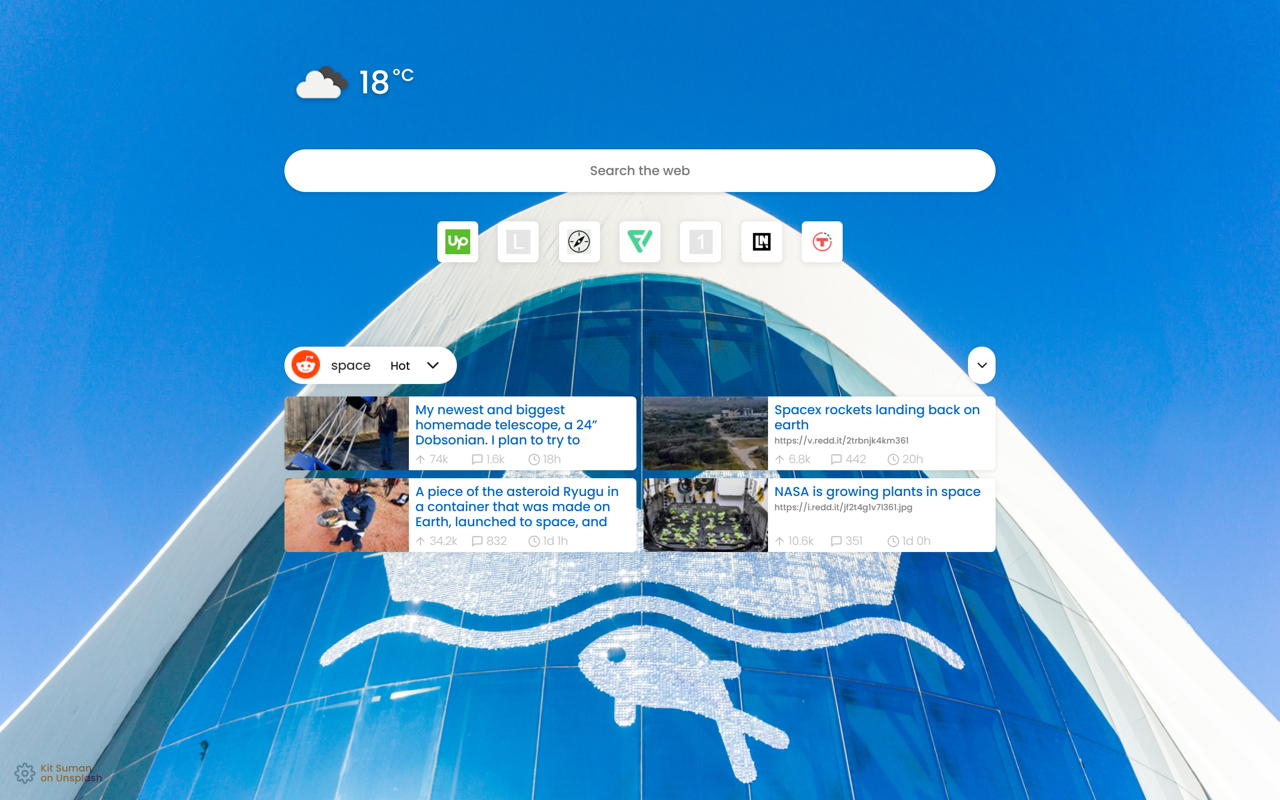 18 °C
Search the web
Up
L
1
LN
T
space Hot
My newest and biggest
homemade telescope, a 24”
Dobsonian. I plan to try to
74k 1.6k 18h
Spacex rockets landing back on
earth
https://v.redd.it/2trbnjk4km361
6.8k 442 20h
A piece of the asteroid Ryugu in
a container that was made on
Earth, launched to space, and
34.2k 832 1d 1h
NASA is growing plants in space
https://i.redd.it/jf2t4g1v7l361.jpg
10.6k 351 1d 0h
Kit Suman
on Unsplash